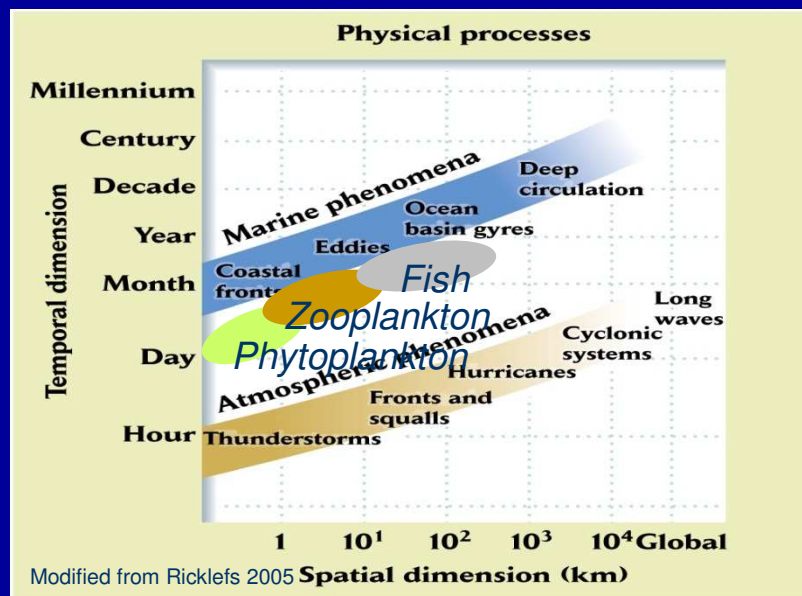 Physical processes
Millennium
Century
Decade
Year
Month
Day
Hour
Temporal dimension
Marine phenomena
Deep
circulation
Ocean
basin gyres
Eddies
Coastal
fronts
Fish
Zooplankton
Phytoplankton
Atmospheric phenomena
Long
waves
Cyclonic
systems
Hurricanes
Fronts and
squalls
Thunderstorms
1 10¹ 10² 10³ 10⁴ Global
Modified from Ricklefs 2005 Spatial dimension (km)